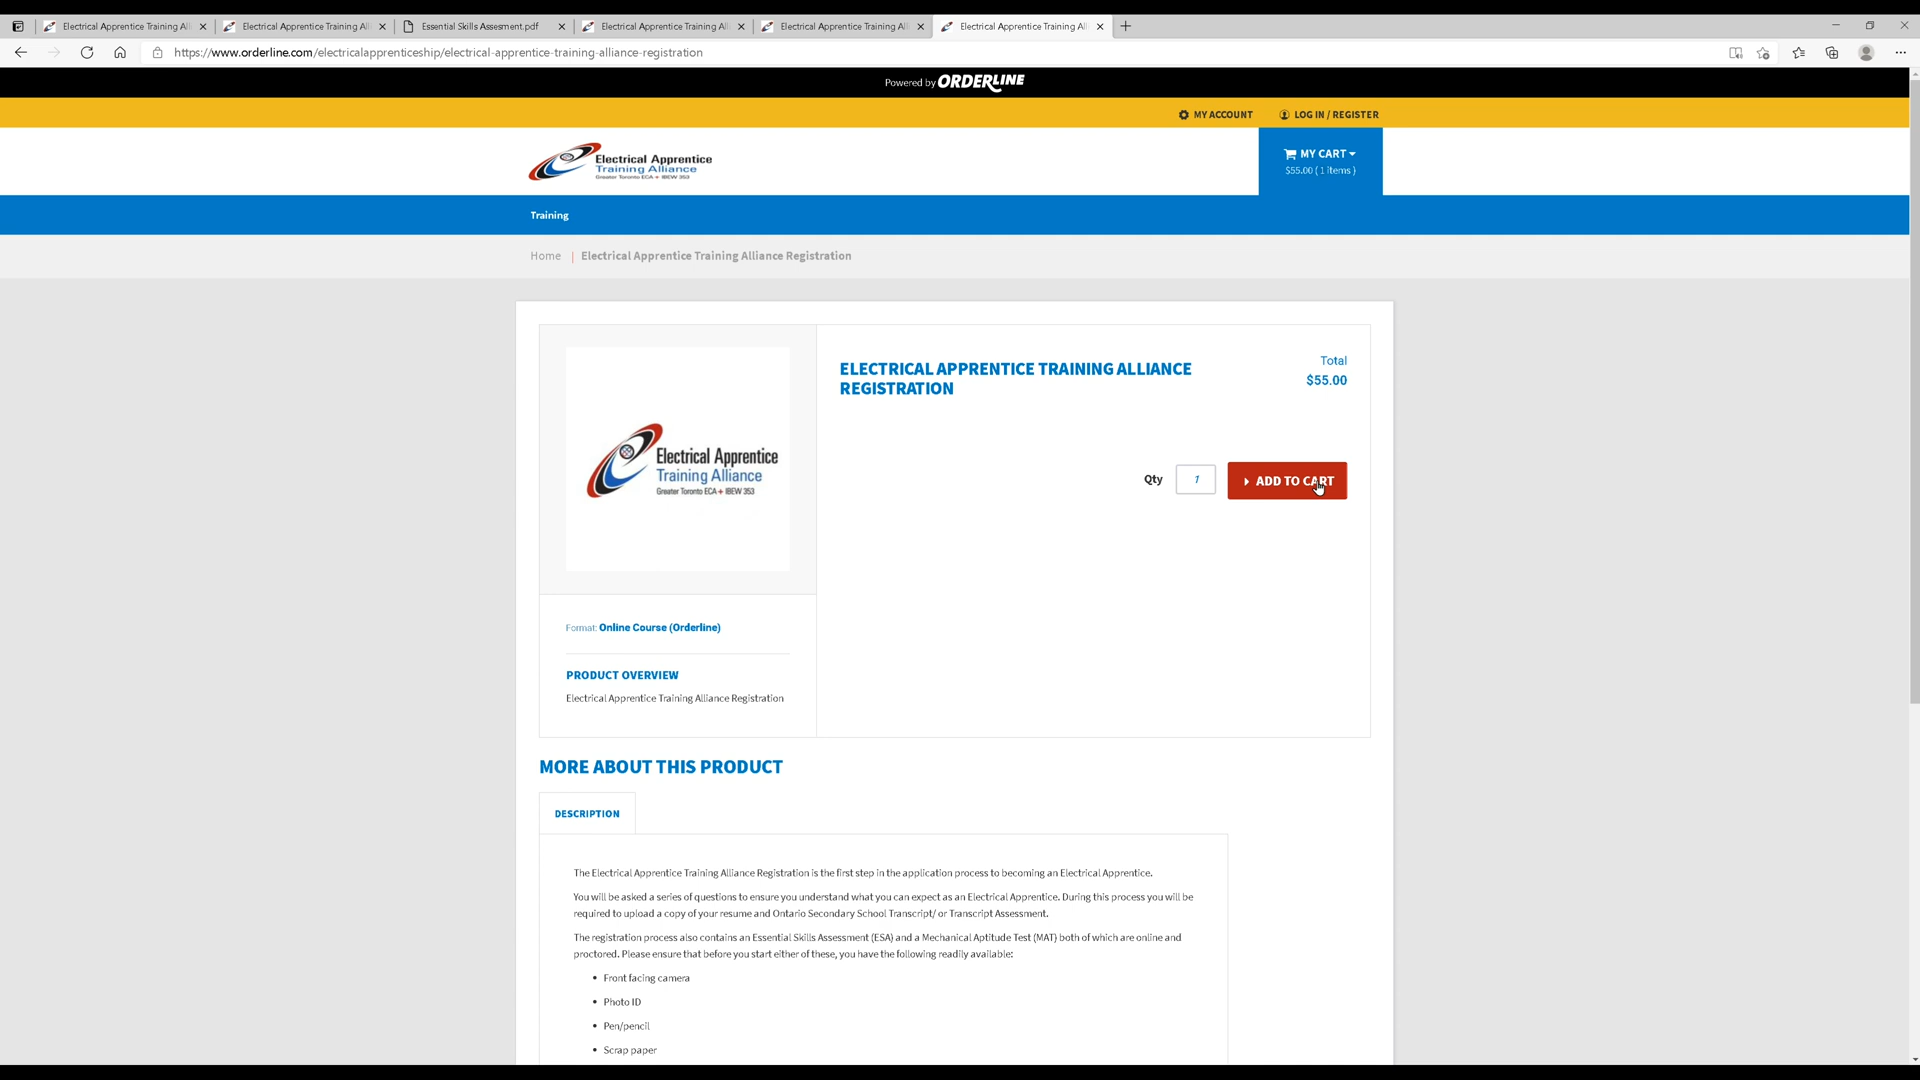 Electrical Apprentice Training All
Electrical Apprentice Training All
Essential Skills Assesment.pdf
Electrical Apprentice Training All
Electrical Apprentice Training All
Electrical Apprentice Training All
https://www.orderline.com/electricalapprenticeship/electrical-apprentice-training-alliance-registration
Powered by ORDERLINE
MY ACCOUNT
LOG IN / REGISTER
Electrical Apprentice
Training Alliance
Greater Toronto ECA + IBEW 353
MY CART
$55.00 ( 1 items )
Training
Home | Electrical Apprentice Training Alliance Registration
ELECTRICAL APPRENTICE TRAINING ALLIANCE
REGISTRATION
Total
$55.00
Electrical Apprentice
Training Alliance
Greater Toronto ECA + IBEW 353
Qty 1 ADD TO CART
Format: Online Course (Orderline)
PRODUCT OVERVIEW
Electrical Apprentice Training Alliance Registration
MORE ABOUT THIS PRODUCT
DESCRIPTION
The Electrical Apprentice Training Alliance Registration is the first step in the application process to becoming an Electrical Apprentice.
You will be asked a series of questions to ensure you understand what you can expect as an Electrical Apprentice. During this process you will be
required to upload a copy of your resume and Ontario Secondary School Transcript/ or Transcript Assessment.
The registration process also contains an Essential Skills Assessment (ESA) and a Mechanical Aptitude Test (MAT) both of which are online and
proctored. Please ensure that before you start either of these, you have the following readily available:
• Front facing camera
• Photo ID
• Pen/pencil
• Scrap paper